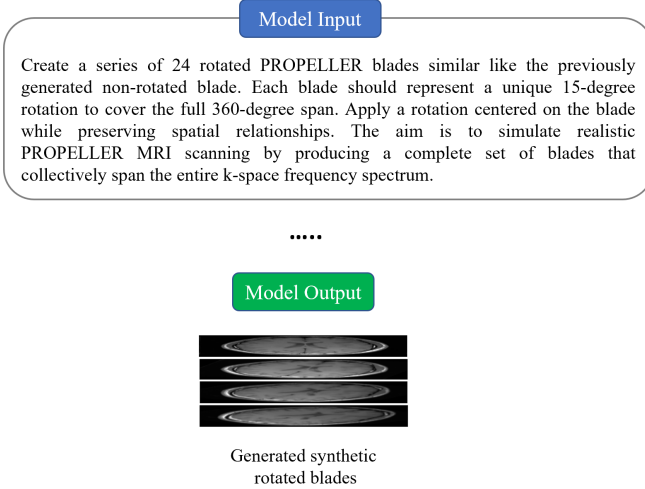 Model Input
Create a series of 24 rotated PROPELLER blades similar like the previously
generated non-rotated blade. Each blade should represent a unique 15-degree
rotation to cover the full 360-degree span. Apply a rotation centered on the blade
while preserving spatial relationships. The aim is to simulate realistic
PROPELLER MRI scanning by producing a complete set of blades that
collectively span the entire k-space frequency spectrum.
.....
Model Output
Generated synthetic
rotated blades